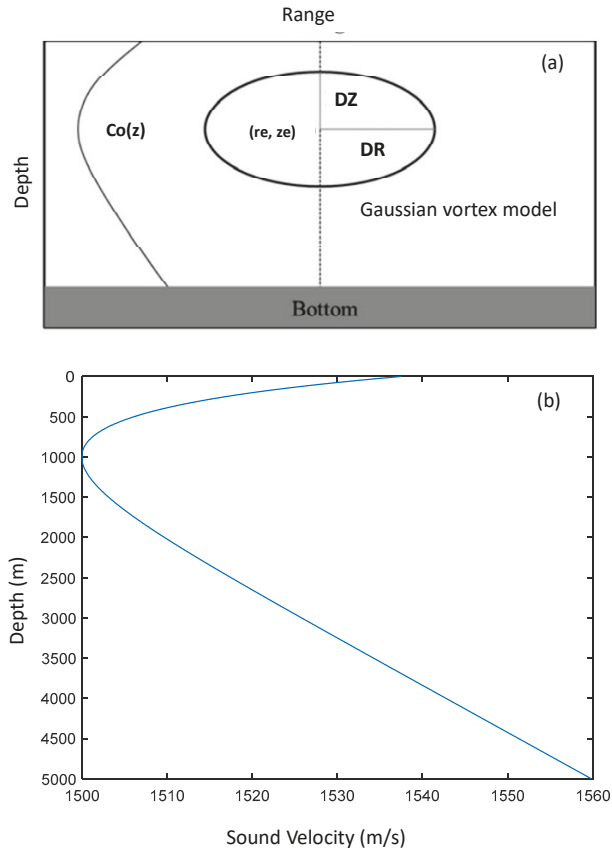 Range
(a)
DZ
Co(z)
(re, ze)
DR
Depth
Gaussian vortex model
Bottom
(b)
0
500
1000
1500
2000
2500
3000
3500
4000
4500
5000
Depth (m)
1500 1510 1520 1530 1540 1550 1560
Sound Velocity (m/s)